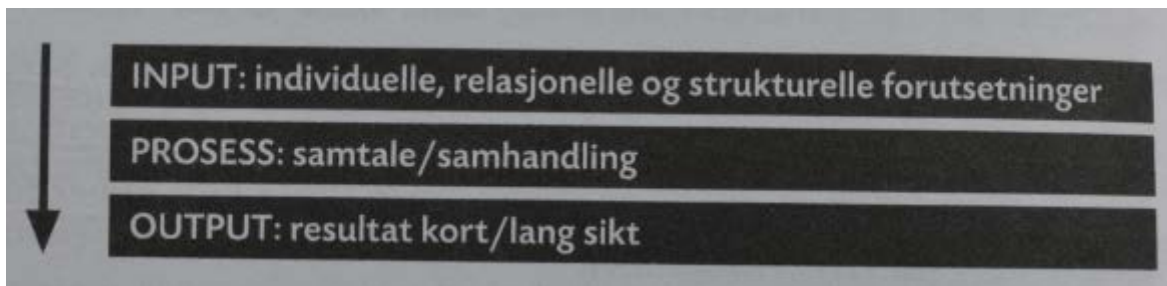 INPUT: individuelle, relasjonelle og strukturelle forutsetninger
PROSESS: samtale/samhandling
OUTPUT: resultat kort/lang sikt